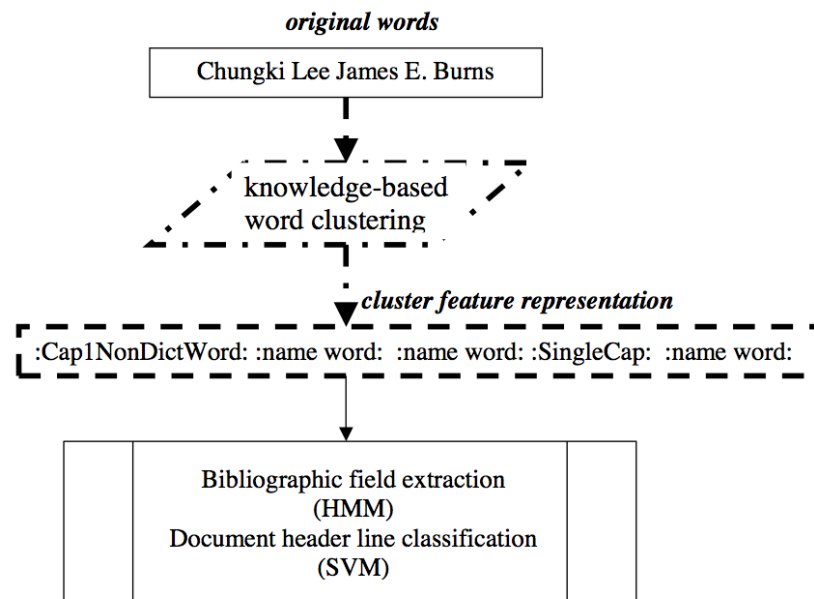 original words
Chungki Lee James E. Burns
knowledge-based
word clustering
cluster feature representation
:Cap1NonDictWord: :name word: :name word: :SingleCap: :name word:
Bibliographic field extraction
(HMM)
Document header line classification
(SVM)